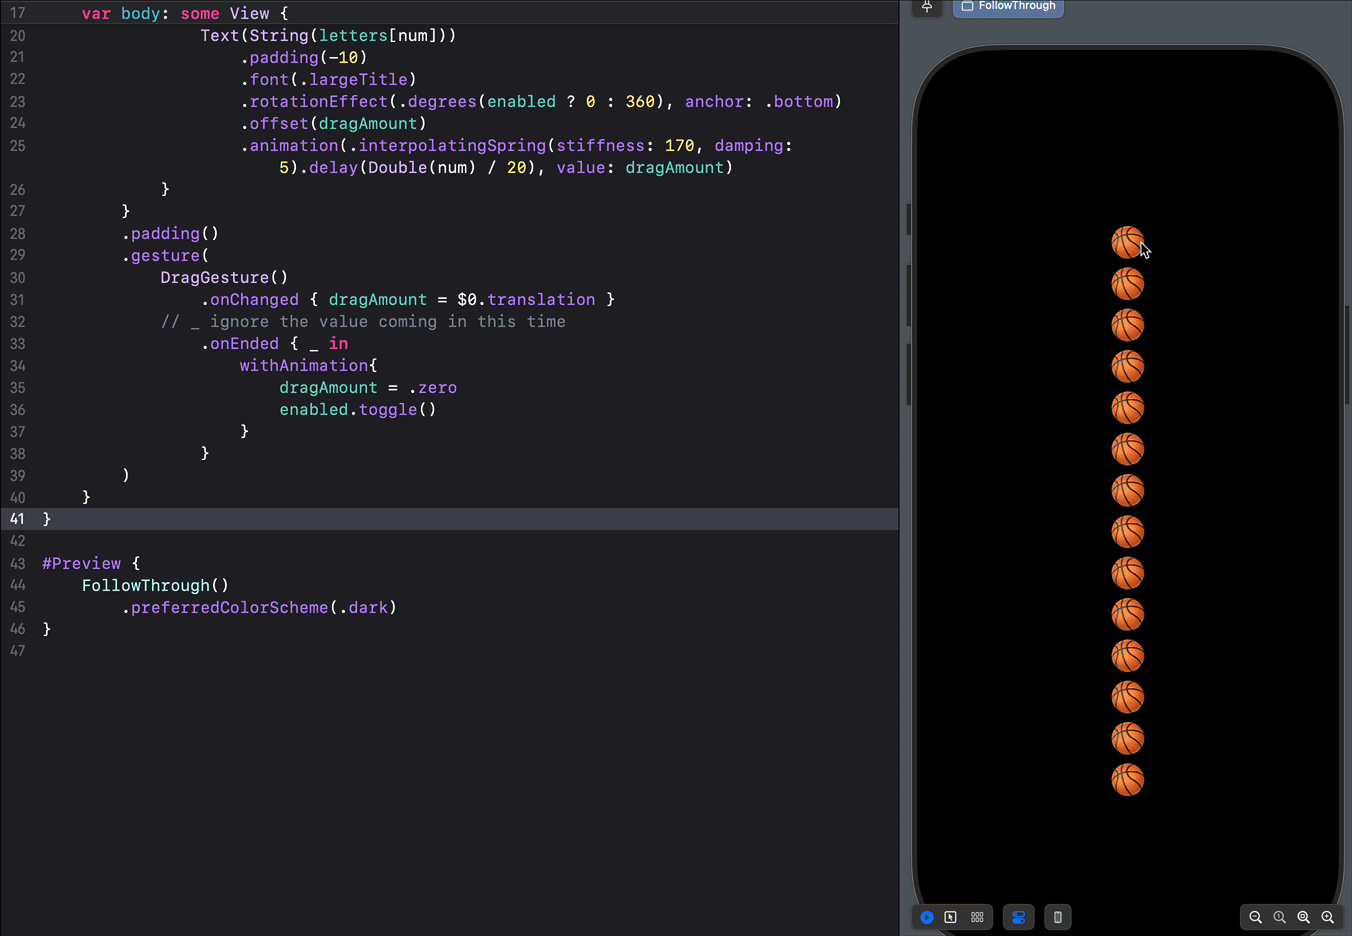 FollowThrough
17 var body: some View {
20 Text(String(letters[num]))
21 .padding(-10)
22 .font(.largeTitle)
23 .rotationEffect(.degrees(enabled ? 0 : 360), anchor: .bottom)
24 .offset(dragAmount)
25 .animation(.interpolatingSpring(stiffness: 170, damping:
5).delay(Double(num) / 20), value: dragAmount)
26 }
27 }
28 .padding()
29 .gesture(
30 DragGesture()
31 .onChanged { dragAmount = $0.translation }
32 // _ ignore the value coming in this time
33 .onEnded { _ in
34 withAnimation{
35 dragAmount = .zero
36 enabled.toggle()
37 }
38 }
39 )
40 }
41 }
42
43 #Preview {
44 FollowThrough()
45 .preferredColorScheme(.dark)
46 }
47